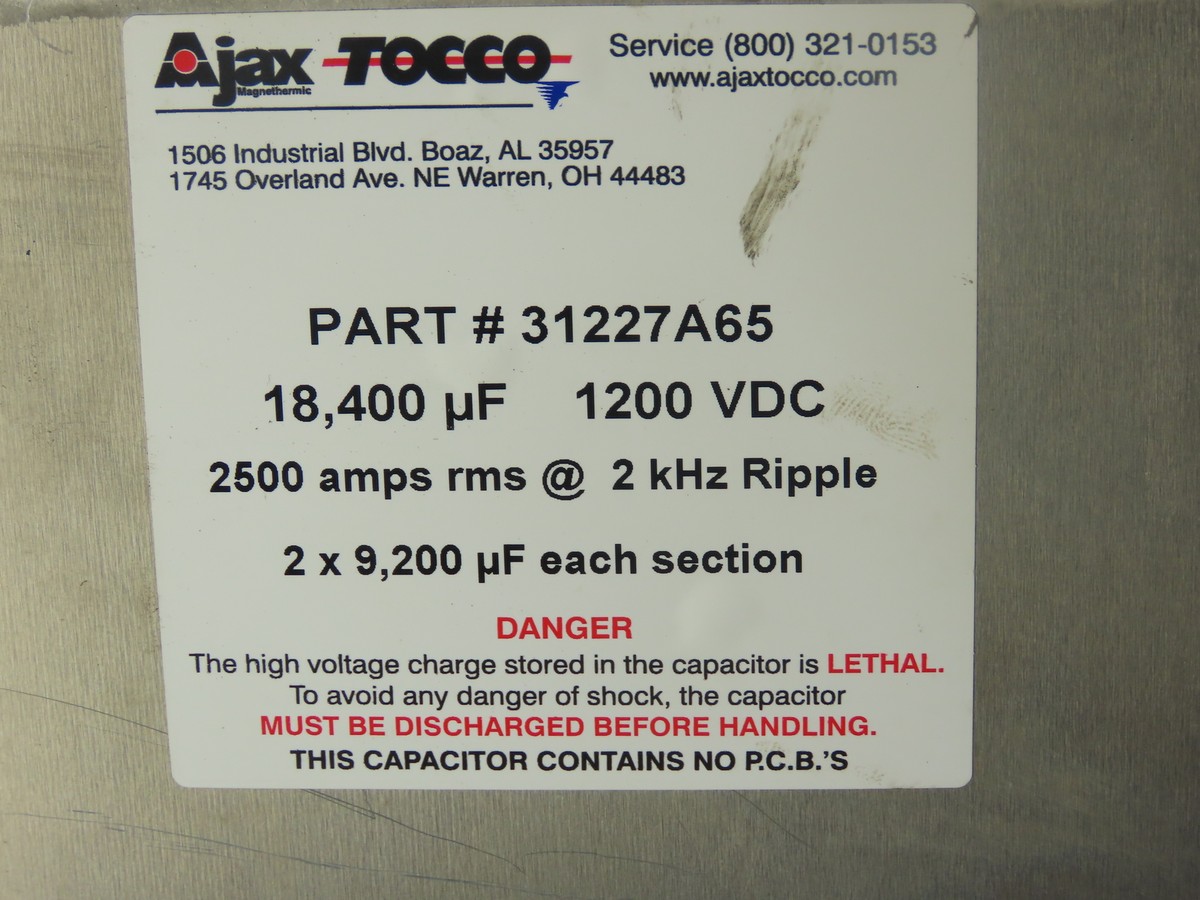 Ajax TOCCO
Magnethermic
Service (800) 321-0153
www.ajaxtocco.com
1506 Industrial Blvd. Boaz, AL 35957
1745 Overland Ave. NE Warren, OH 44483
PART # 31227A65
18,400 µF 1200 VDC
2500 amps rms @ 2 kHz Ripple
2 x 9,200 µF each section
DANGER
The high voltage charge stored in the capacitor is LETHAL.
To avoid any danger of shock, the capacitor
MUST BE DISCHARGED BEFORE HANDLING.
THIS CAPACITOR CONTAINS NO P.C.B.'S